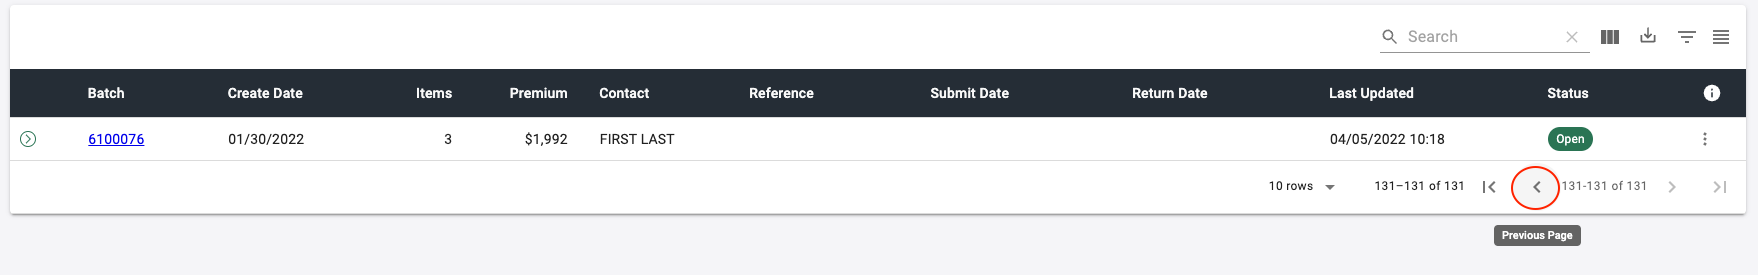 Search
Batch Create Date Items Premium Contact Reference Submit Date Return Date Last Updated Status
6100076 01/30/2022 3 $1,992 FIRST LAST 04/05/2022 10:18 Open
10 rows 131–131 of 131 131-131 of 131
Previous Page